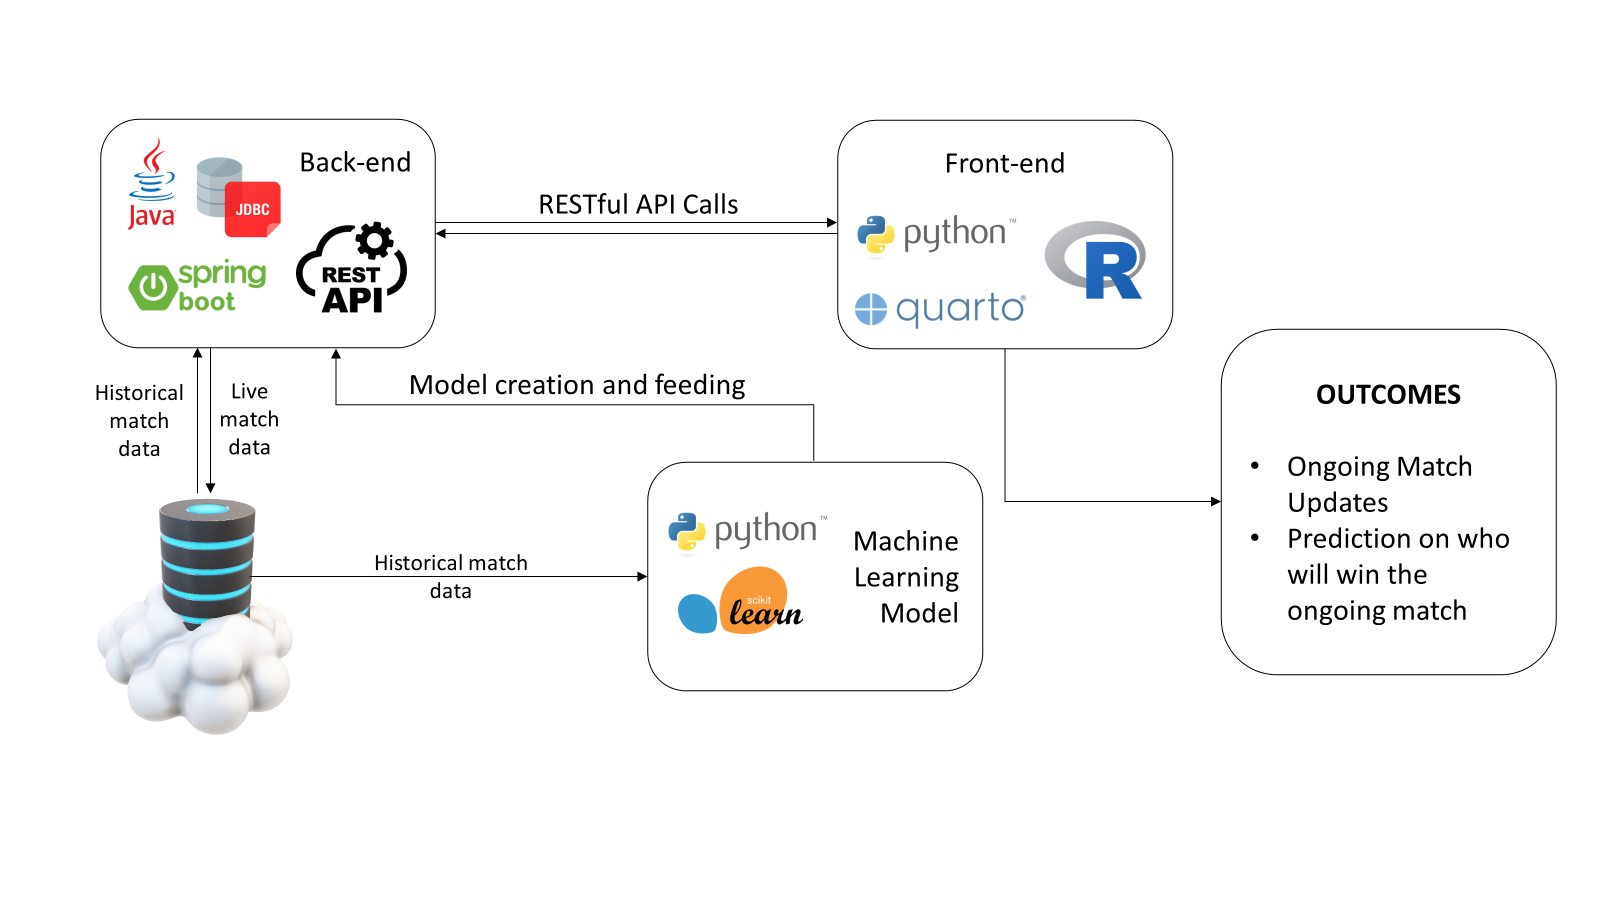 Back-end
Java
JDBC
spring
boot
REST
API
RESTful API Calls
Front-end
python™
quarto®
R
Historical
match
data
Live
match
data
Model creation and feeding
Historical match
data
python™
scikit
learn
Machine
Learning
Model
OUTCOMES
• Ongoing Match
Updates
• Prediction on who
will win the
ongoing match